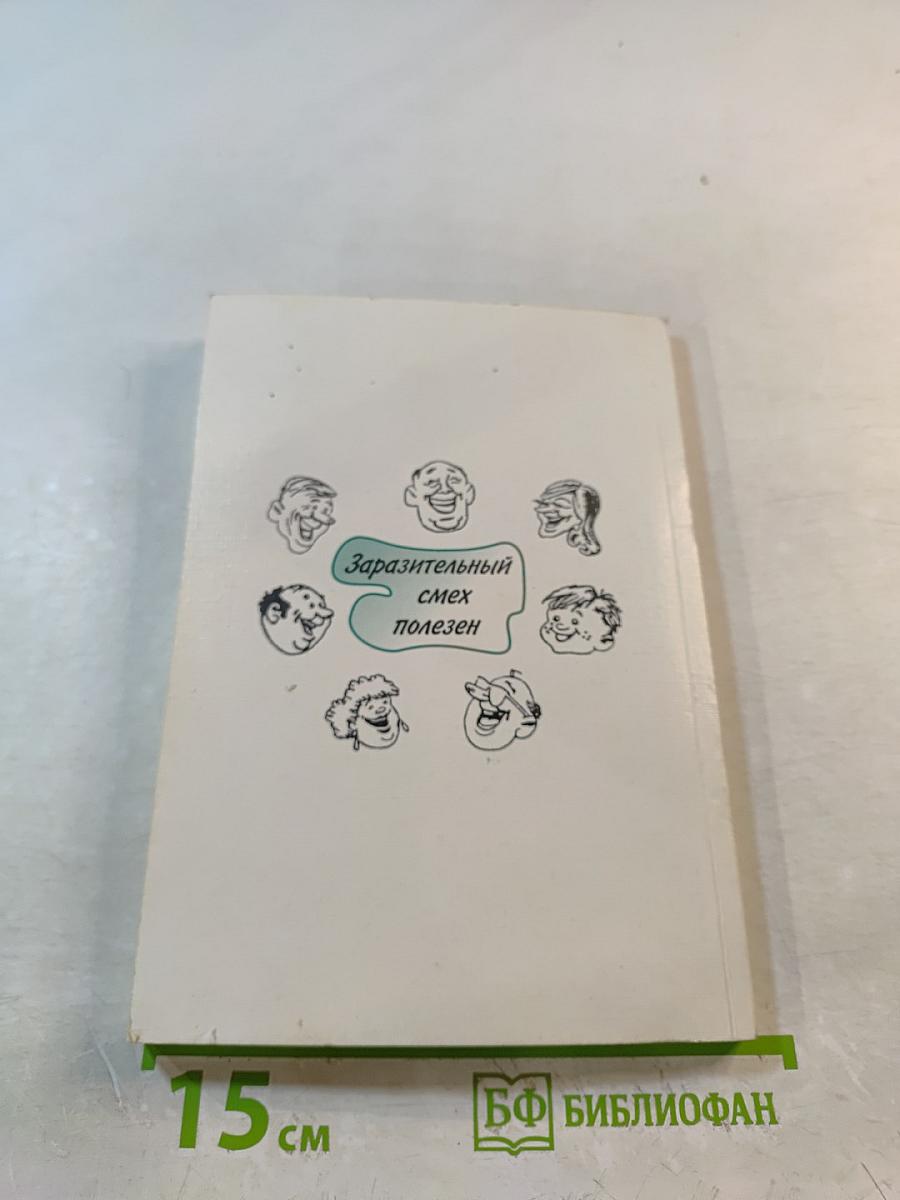 Заразительный
смех
полезен
15 см
БФ БИБЛИОФАН